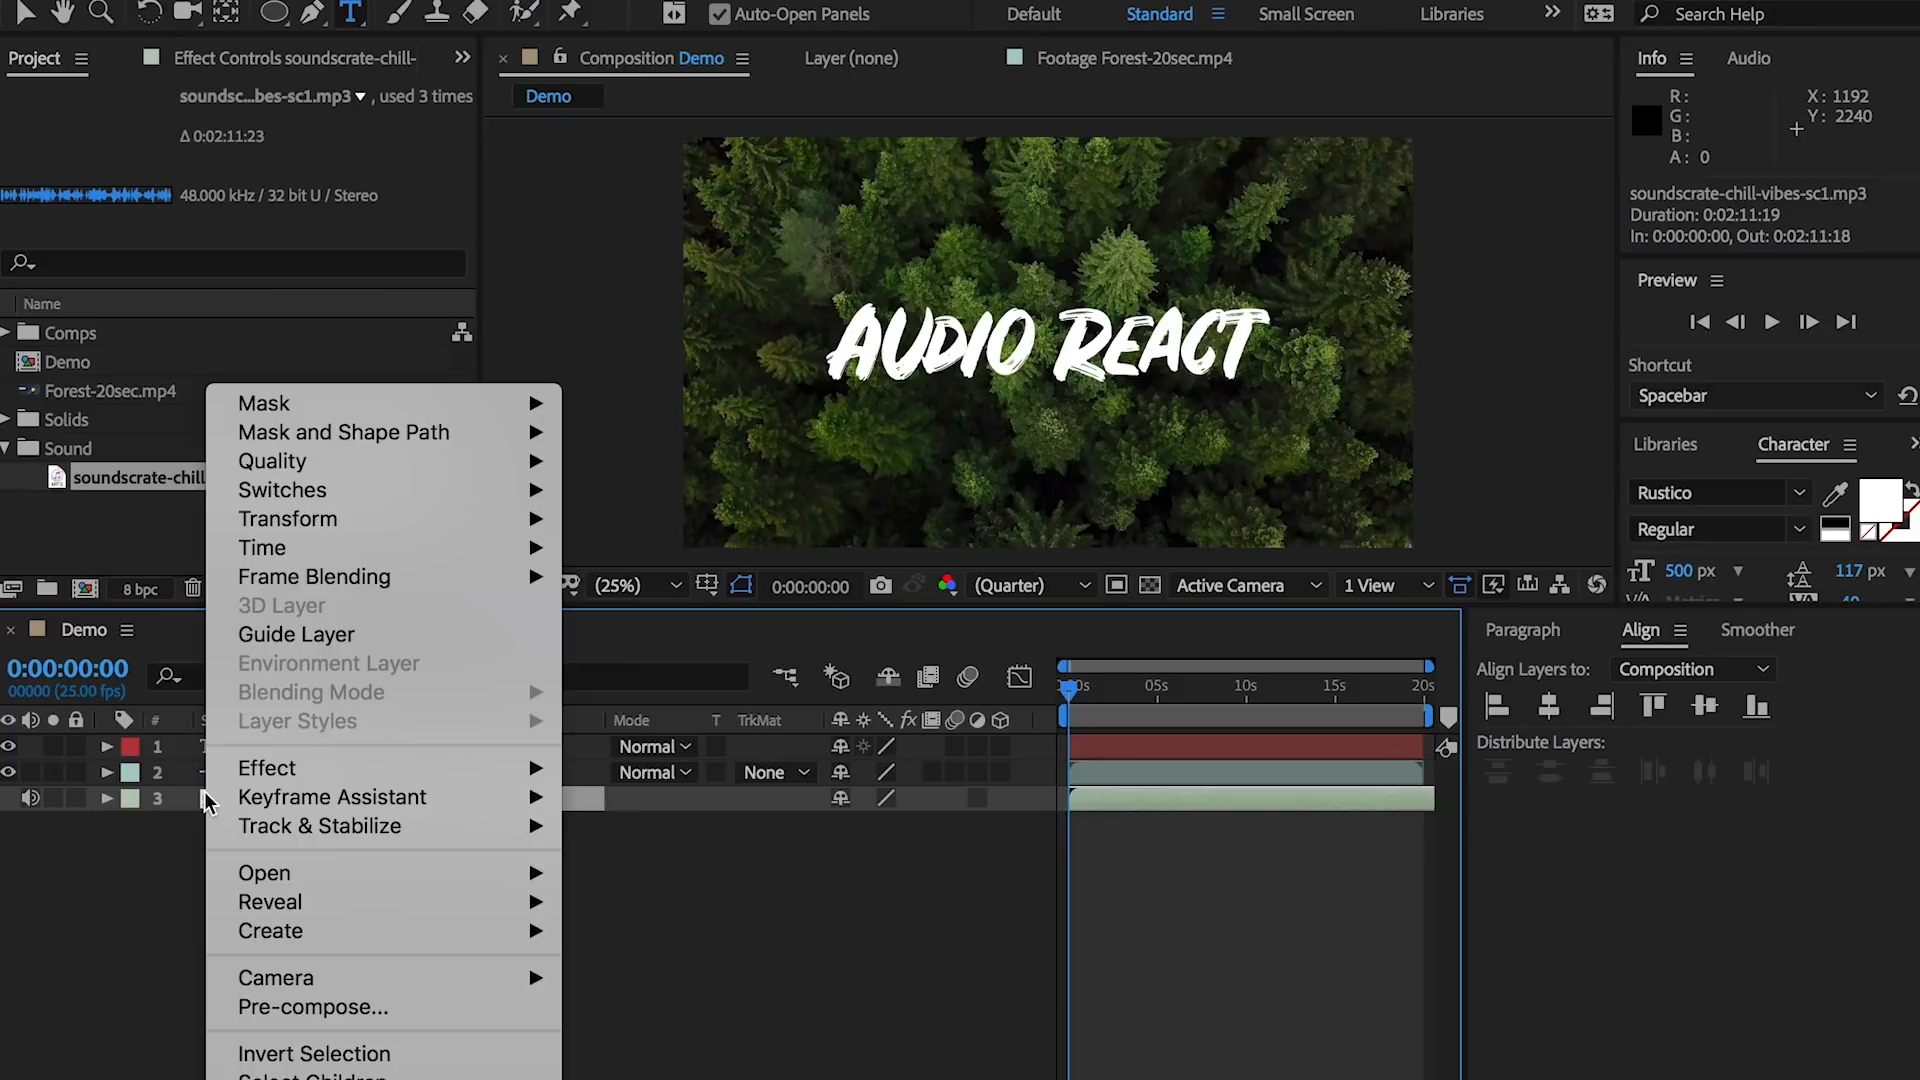 Auto-Open Panels
Default
Standard
Small Screen
Libraries
Search Help
Project
Effect Controls soundscrate-chill-
Composition Demo
Layer (none)
Footage Forest-20sec.mp4
Info
Audio
soundsc...bes-sc1.mp3 , used 3 times
Demo
R:
G:
B:
A: 0
X: 1192
Y: 2240
Δ 0:02:11:23
48.000 kHz / 32 bit U / Stereo
soundscrate-chill-vibes-sc1.mp3
Duration: 0:02:11:19
In: 0:00:00:00, Out: 0:02:11:18
Preview
AUDIO REACT
Shortcut
Spacebar
Name
Comps
Demo
Forest-20sec.mp4
Solids
Sound
soundscrate-chill
Libraries
Character
Rustico
Regular
500 px
117 px
8 bpc
(25%)
0:00:00:00
(Quarter)
Active Camera
1 View
Mask
Mask and Shape Path
Quality
Switches
Transform
Time
Frame Blending
3D Layer
Guide Layer
Environment Layer
Blending Mode
Layer Styles
Effect
Keyframe Assistant
Track & Stabilize
Open
Reveal
Create
Camera
Pre-compose...
Invert Selection
Select Children
Demo
0:00:00:00
00000 (25.00 fps)
#
Mode
T
TrkMat
05s
10s
15s
20s
1
Normal
2
Normal
None
3
Paragraph
Align
Smoother
Align Layers to:
Composition
Distribute Layers: